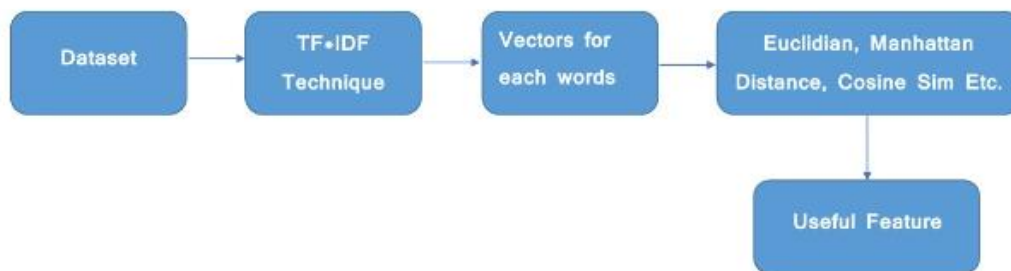 Dataset
TF•IDF
Technique
Vectors for
each words
Euclidian, Manhattan
Distance, Cosine Sim Etc.
Useful Feature